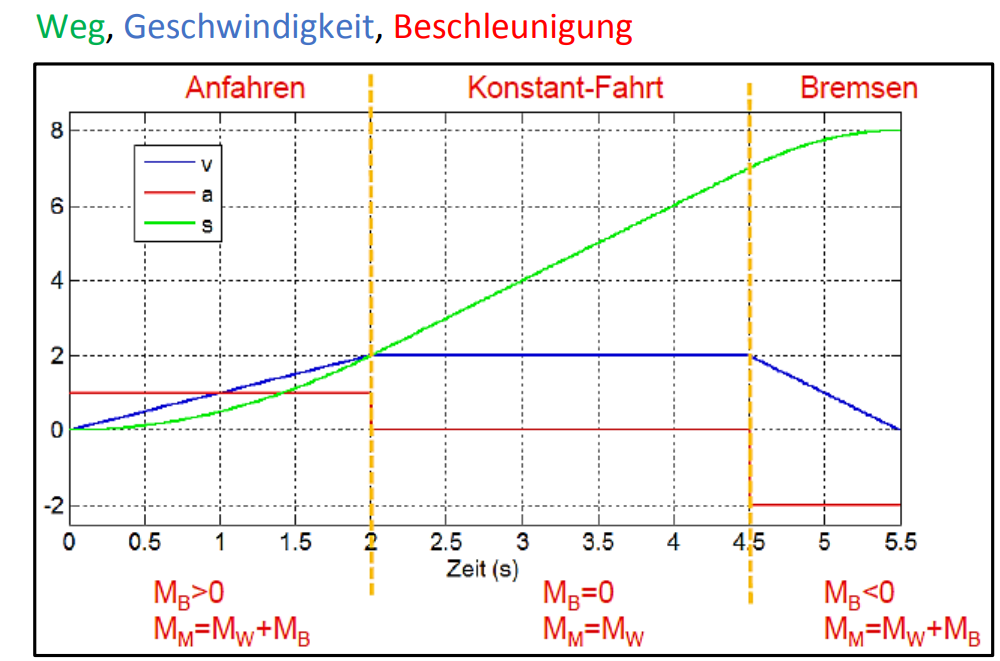 Weg, Geschwindigkeit, Beschleunigung
Anfahren Konstant-Fahrt Bremsen
8
6
4
2
0
-2
v
a
s
0 0.5 1 1.5 2 2.5 3 3.5 4 4.5 5 5.5
Zeit (s)
M_B>0 M_B=0 M_B<0
M_M=M_W+M_B M_M=M_W M_M=M_W+M_B